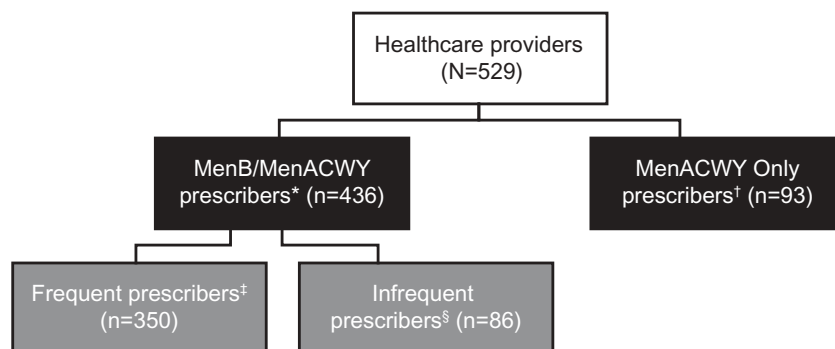 Healthcare providers
(N=529)
MenB/MenACWY
prescribers* (n=436)
MenACWY Only
prescribers† (n=93)
Frequent prescribers‡
(n=350)
Infrequent
prescribers§ (n=86)